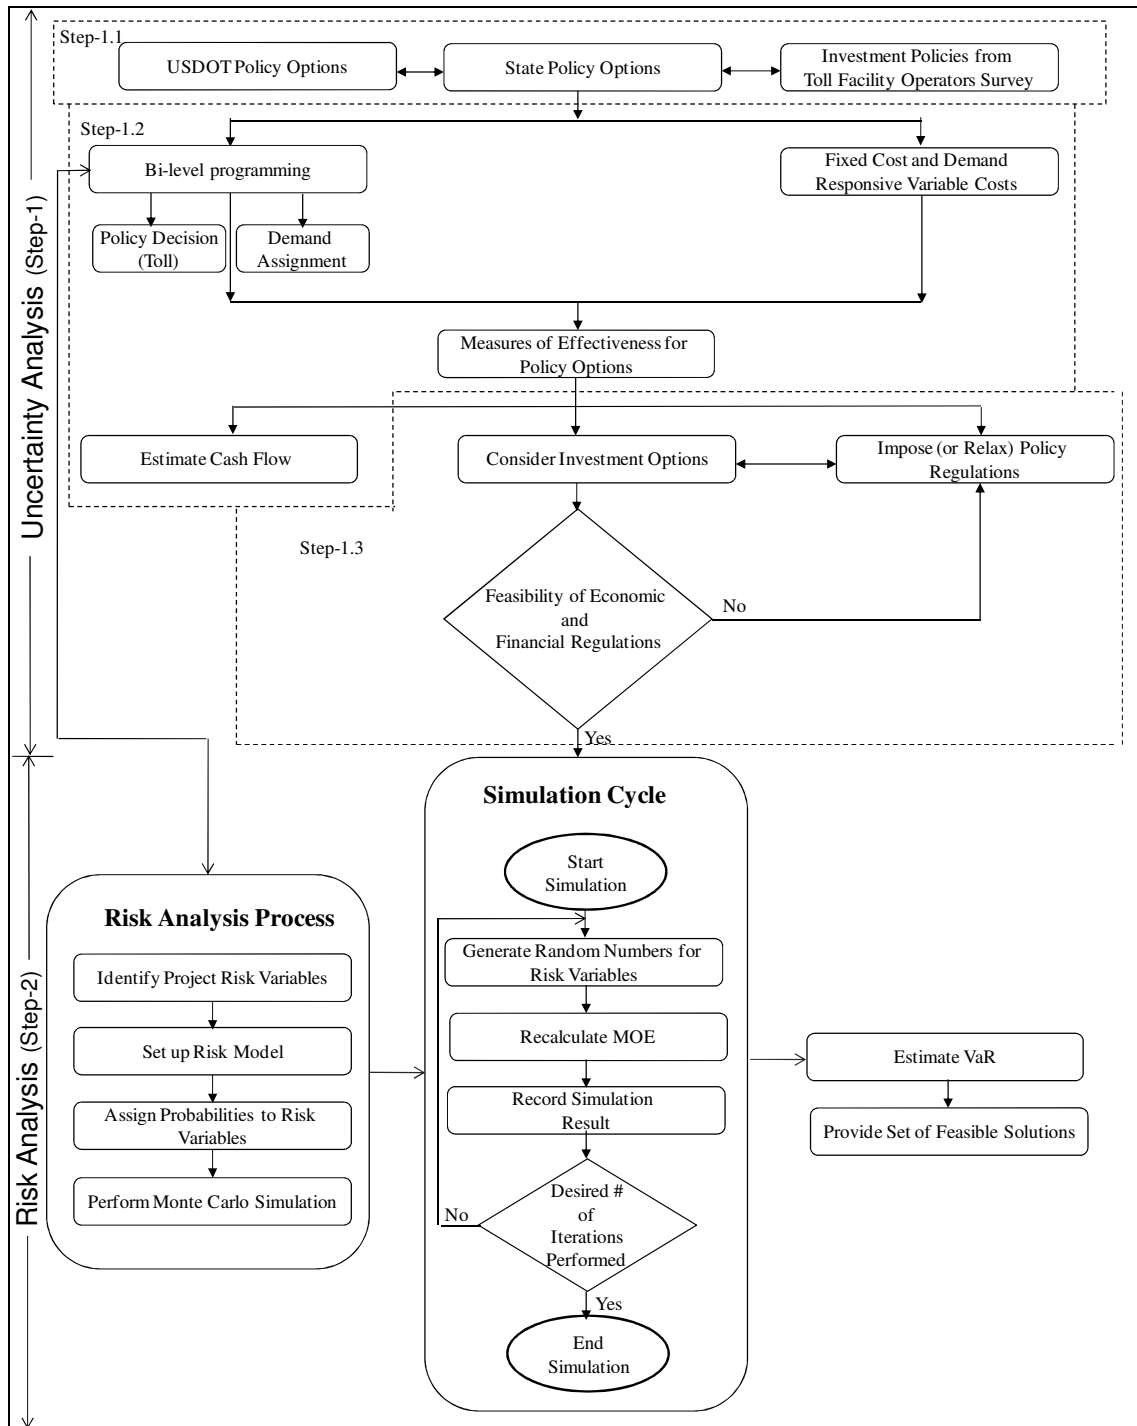 Step-1.1
USDOT Policy Options
State Policy Options
Investment Policies from
Toll Facility Operators Survey
Step-1.2
Bi-level programming
Fixed Cost and Demand
Responsive Variable Costs
Policy Decision
(Toll)
Demand
Assignment
Measures of Effectiveness for
Policy Options
Estimate Cash Flow
Consider Investment Options
Impose (or Relax) Policy
Regulations
Step-1.3
Feasibility of Economic
and
Financial Regulations
No
Yes
Uncertainty Analysis (Step-1)
Risk Analysis (Step-2)
Risk Analysis Process
Identify Project Risk Variables
Set up Risk Model
Assign Probabilities to Risk
Variables
Perform Monte Carlo Simulation
Simulation Cycle
Start
Simulation
Generate Random Numbers for
Risk Variables
Recalculate MOE
Record Simulation
Result
Desired #
of
Iterations
Performed
No
Yes
End
Simulation
Estimate VaR
Provide Set of Feasible Solutions